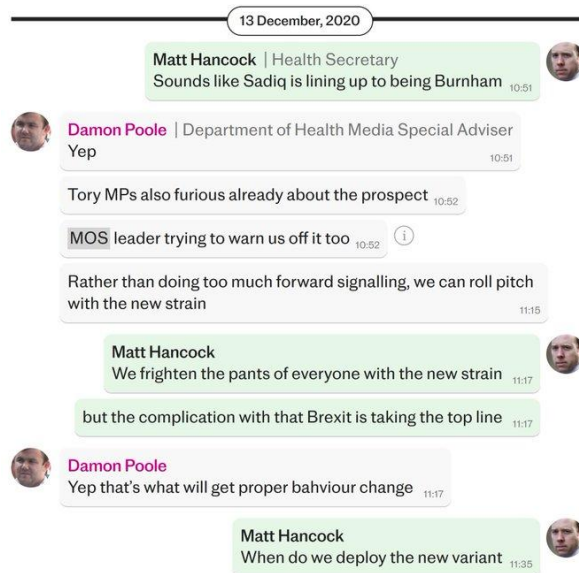 13 December, 2020
Matt Hancock | Health Secretary
Sounds like Sadiq is lining up to being Burnham 10:51
Damon Poole | Department of Health Media Special Adviser
Yep 10:51
Tory MPs also furious already about the prospect 10:52
MOS leader trying to warn us off it too 10:52 i
Rather than doing too much forward signalling, we can roll pitch
with the new strain 11:15
Matt Hancock
We frighten the pants of everyone with the new strain 11:17
but the complication with that Brexit is taking the top line 11:17
Damon Poole
Yep that's what will get proper bahviour change 11:17
Matt Hancock
When do we deploy the new variant 11:35